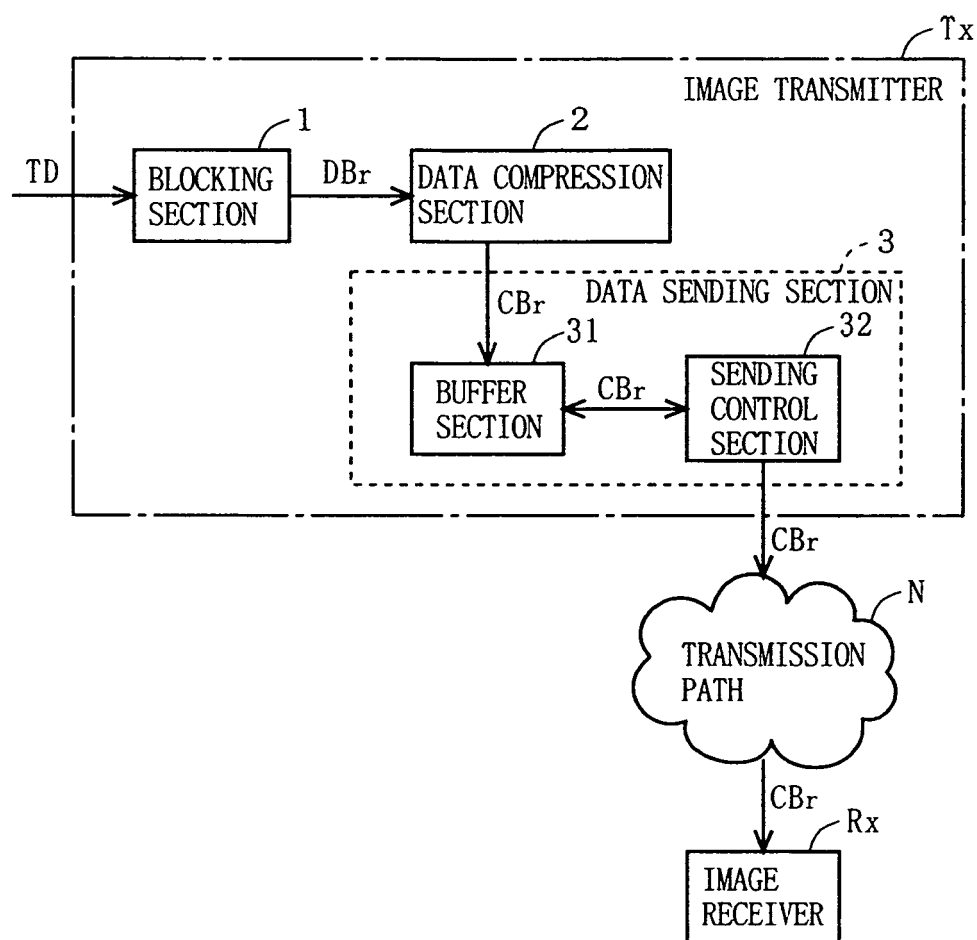 Tx
IMAGE TRANSMITTER
1
2
TD
BLOCKING
SECTION
DBr
DATA COMPRESSION
SECTION
3
DATA SENDING SECTION
CBr
31
32
BUFFER
SECTION
CBr
SENDING
CONTROL
SECTION
CBr
N
TRANSMISSION
PATH
CBr
Rx
IMAGE
RECEIVER